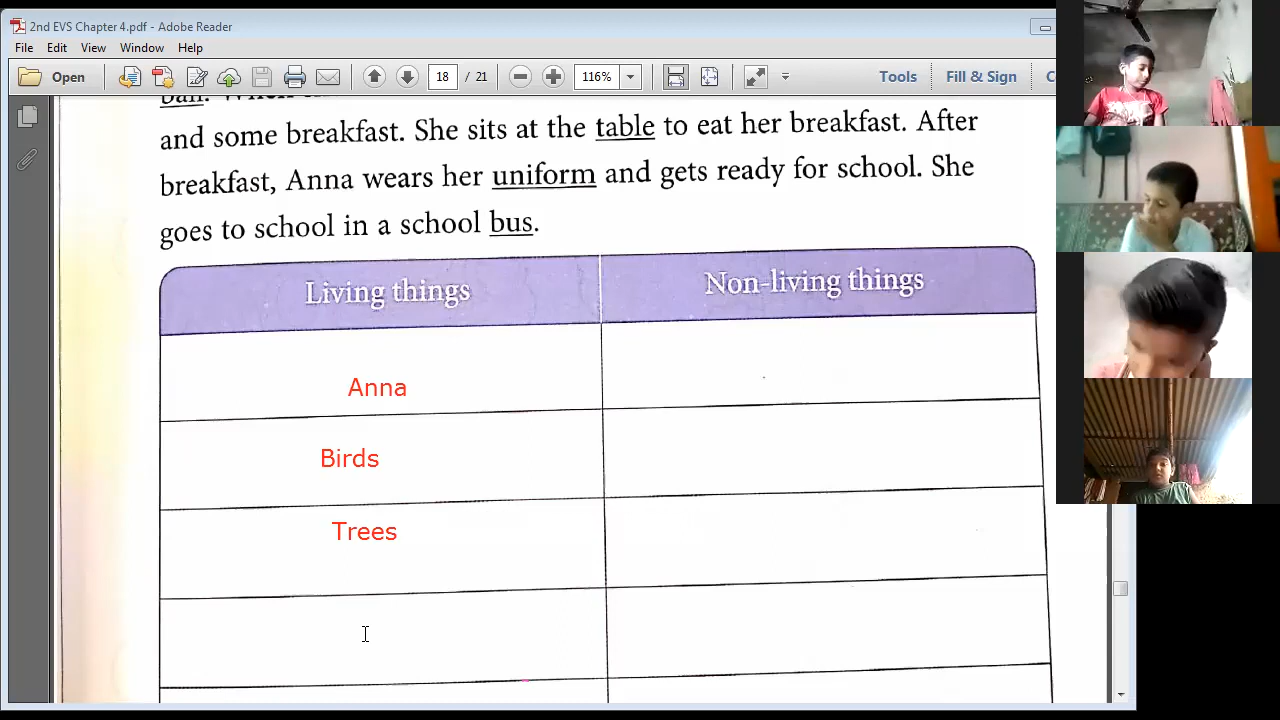 2nd EVS Chapter 4.pdf - Adobe Reader
File Edit View Window Help
Open 18 / 21 116% Tools Fill & Sign
and some breakfast. She sits at the table to eat her breakfast. After
breakfast, Anna wears her uniform and gets ready for school. She
goes to school in a school bus.
Living things Non-living things
Anna
Birds
Trees